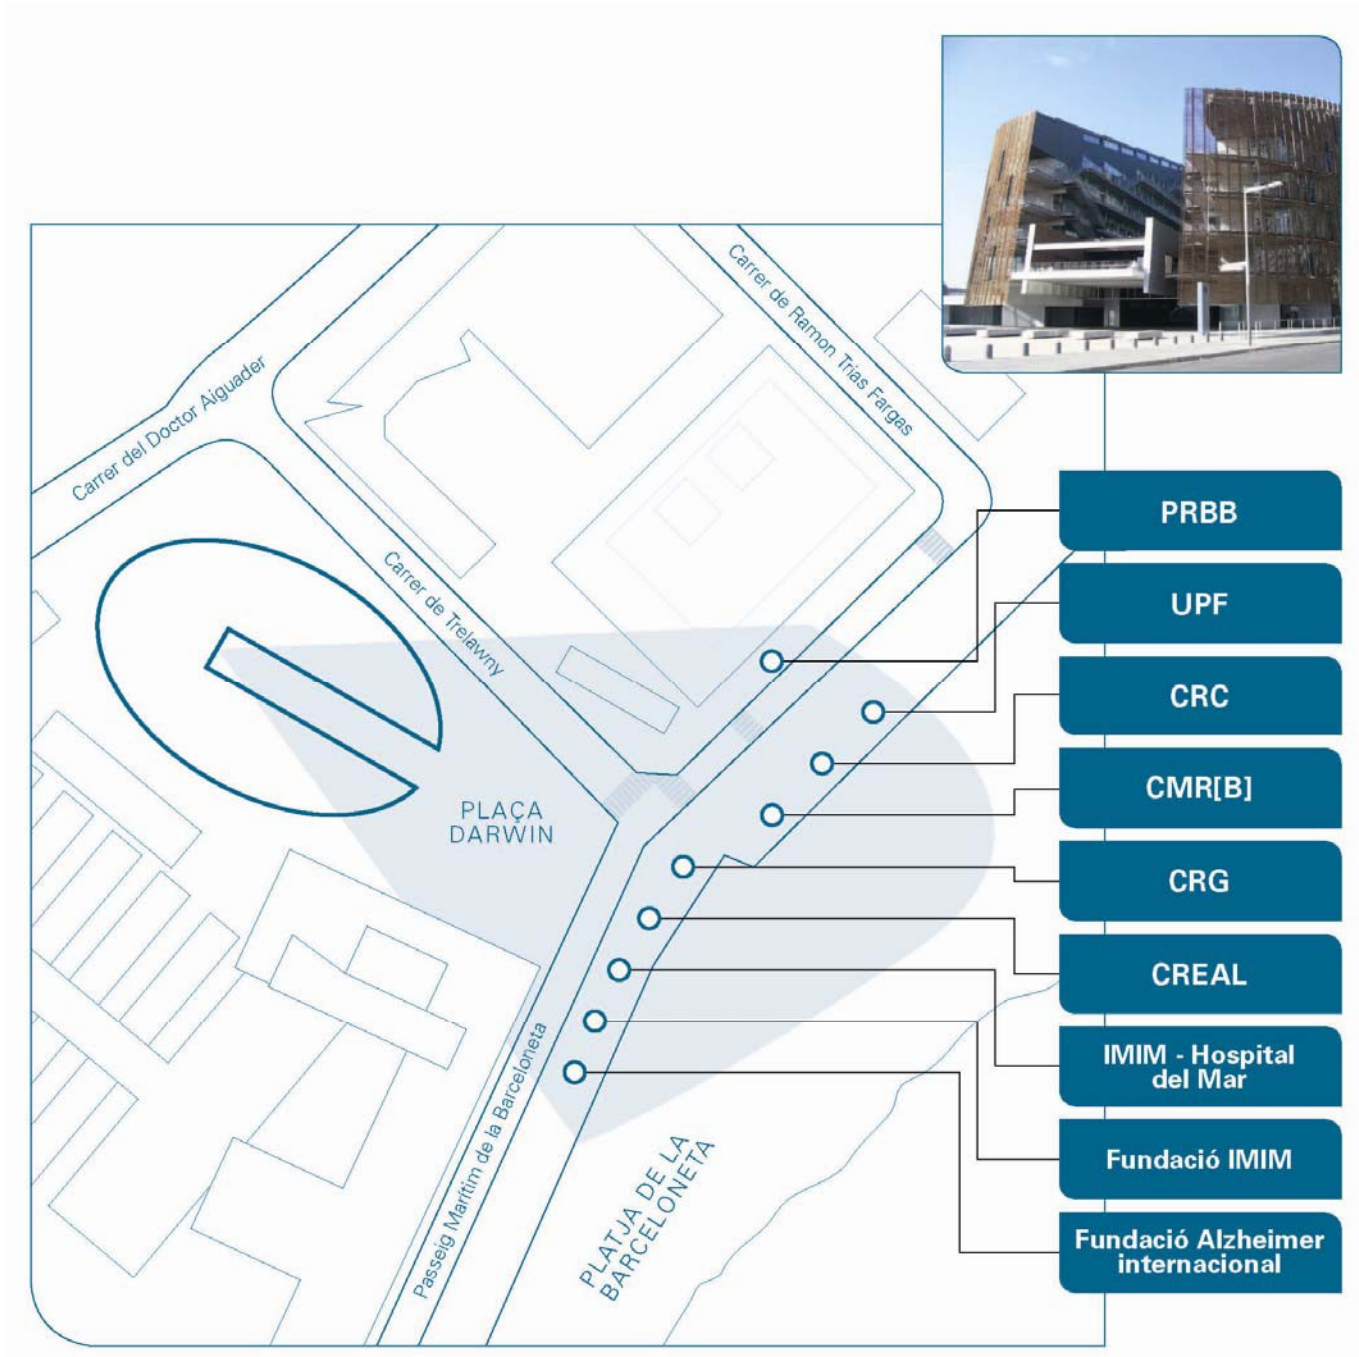 Carrer de Ramon Trias Fargas
Carrer del Doctor Aiguader
Carrer de Trelawny
PLAÇA
DARWIN
Passeig Marítim de la Barceloneta
PLATJA DE LA
BARCELONETA
PRBB
UPF
CRC
CMR[B]
CRG
CREAL
IMIM - Hospital
del Mar
Fundació IMIM
Fundació Alzheimer
internacional